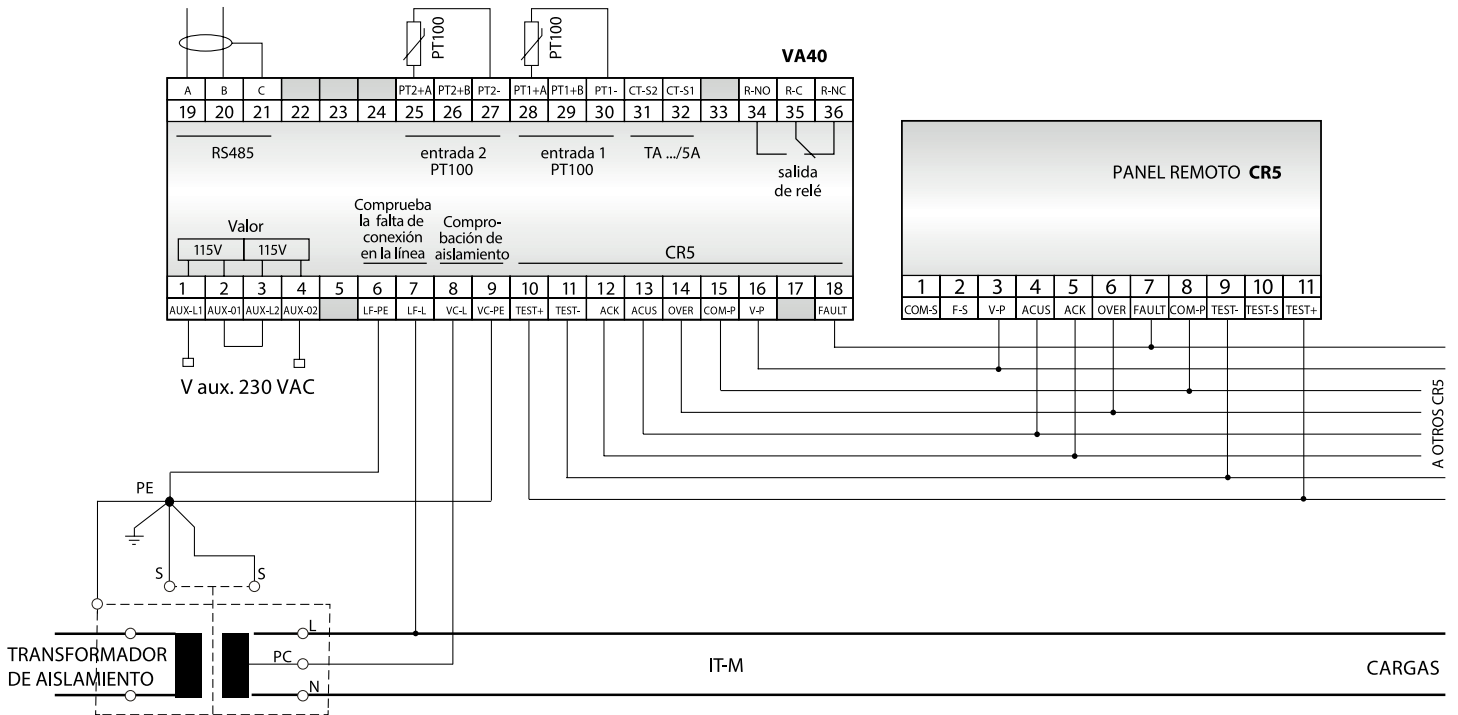 PT100
PT100
VA40
A B C PT2+A PT2+B PT2- PT1+A PT1+B PT1- CT-S2 CT-S1 R-NO R-C R-NC
19 20 21 22 23 24 25 26 27 28 29 30 31 32 33 34 35 36
RS485
entrada 2
PT100
entrada 1
PT100
TA .../5A
salida
de relé
Valor
115V 115V
Comprueba
la falta de
conexión
en la línea
Compro-
bación de
aislamiento
CR5
1 2 3 4 5 6 7 8 9 10 11 12 13 14 15 16 17 18
AUX-L1 AUX-01 AUX-L2 AUX-02 LF-PE LF-L VC-L VC-PE TEST+ TEST- ACK ACUS OVER COM-P V-P FAULT
V aux. 230 VAC
PANEL REMOTO CR5
1 2 3 4 5 6 7 8 9 10 11
COM-S F-S V-P ACUS ACK OVER FAULT COM-P TEST- TEST-S TEST+
A OTROS CR5
PE
S S
L
PC
N
TRANSFORMADOR
DE AISLAMIENTO
IT-M
CARGAS